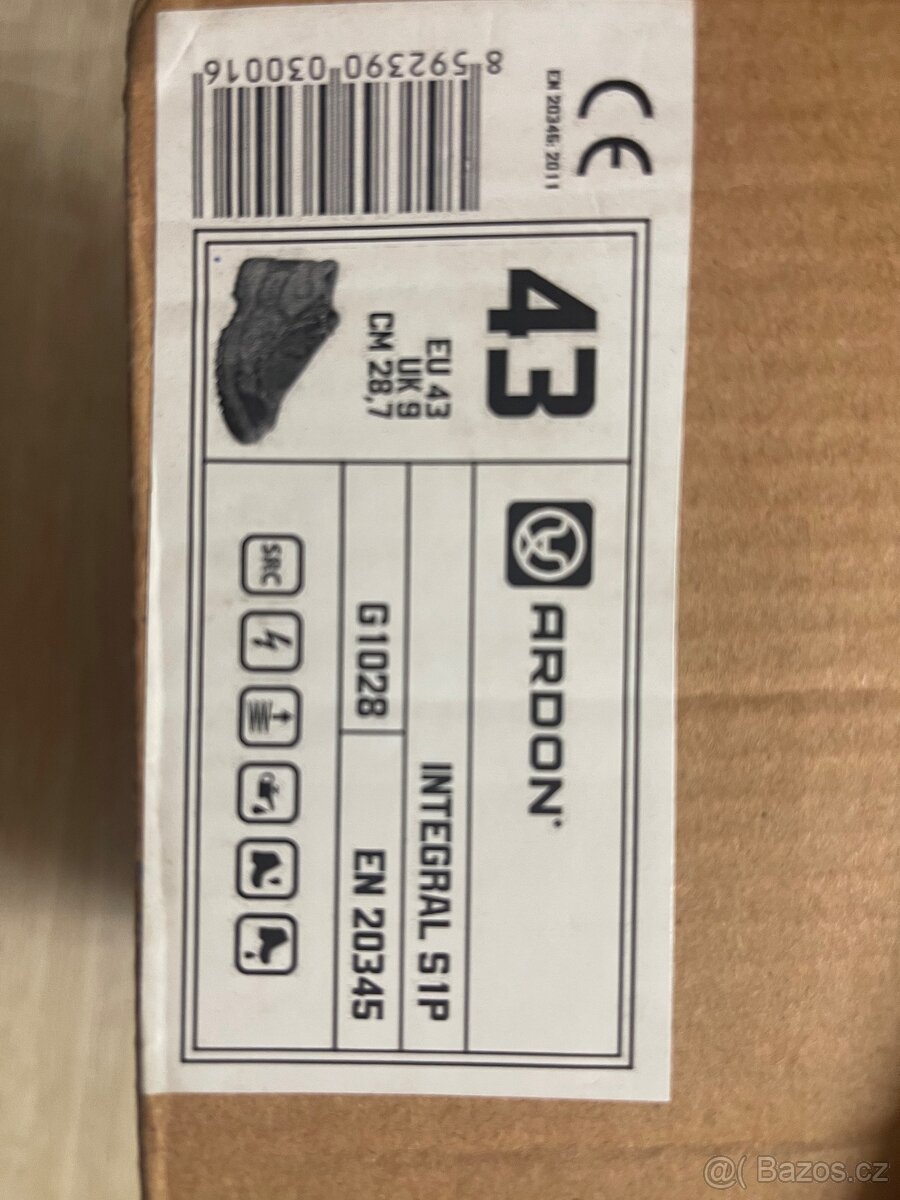 43
EU 43
UK 9
CM 28,7
ARDON®
INTEGRAL S1P
G1028
EN 20345
SRC
CE
EN 20345: 2011
8 592390 030016
@( Bazoš.cz